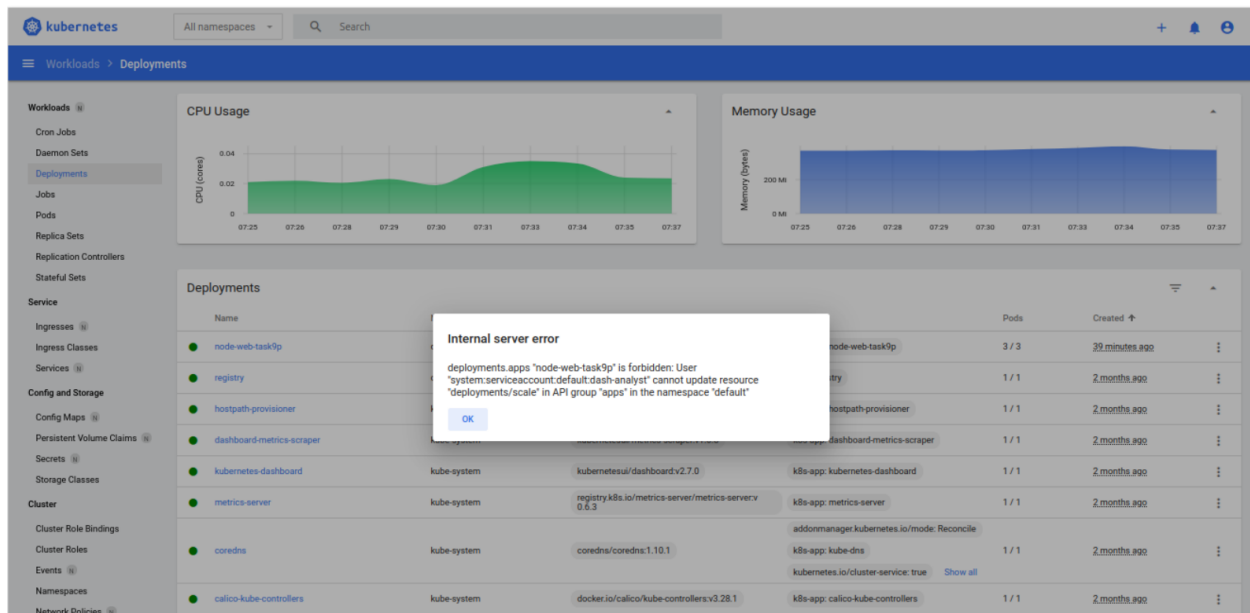 kubernetes
All namespaces
Search
Workloads > Deployments
Workloads N
Cron Jobs
Daemon Sets
Deployments
Jobs
Pods
Replica Sets
Replication Controllers
Stateful Sets
Service
Ingresses N
Ingress Classes
Services N
Config and Storage
Config Maps N
Persistent Volume Claims N
Secrets N
Storage Classes
Cluster
Cluster Role Bindings
Cluster Roles
Events N
Namespaces
Network Policies N
CPU Usage
CPU (cores)
0.04
0.02
0
07:25 07:26 07:28 07:29 07:30 07:31 07:33 07:34 07:35 07:37
Memory Usage
Memory (bytes)
200 Mi
0 Mi
07:25 07:26 07:28 07:29 07:30 07:31 07:33 07:34 07:35 07:37
Deployments
Name Pods Created
node-web-task9p node-web-task9p 3 / 3 39 minutes ago
registry 1 / 1 2 months ago
hostpath-provisioner hostpath-provisioner 1 / 1 2 months ago
dashboard-metrics-scraper kube-system k8s-app: dashboard-metrics-scraper 1 / 1 2 months ago
kubernetes-dashboard kube-system kubernetesui/dashboard:v2.7.0 k8s-app: kubernetes-dashboard 1 / 1 2 months ago
metrics-server kube-system registry.k8s.io/metrics-server/metrics-server:v
0.6.3 k8s-app: metrics-server 1 / 1 2 months ago
addonmanager.kubernetes.io/mode: Reconcile
coredns kube-system coredns/coredns:1.10.1 k8s-app: kube-dns 1 / 1 2 months ago
kubernetes.io/cluster-service: true Show all
calico-kube-controllers kube-system docker.io/calico/kube-controllers:v3.28.1 k8s-app: calico-kube-controllers 1 / 1 2 months ago
Internal server error
deployments.apps "node-web-task9p" is forbidden: User
"system:serviceaccount:default:dash-analyst" cannot update resource
"deployments/scale" in API group "apps" in the namespace "default"
OK